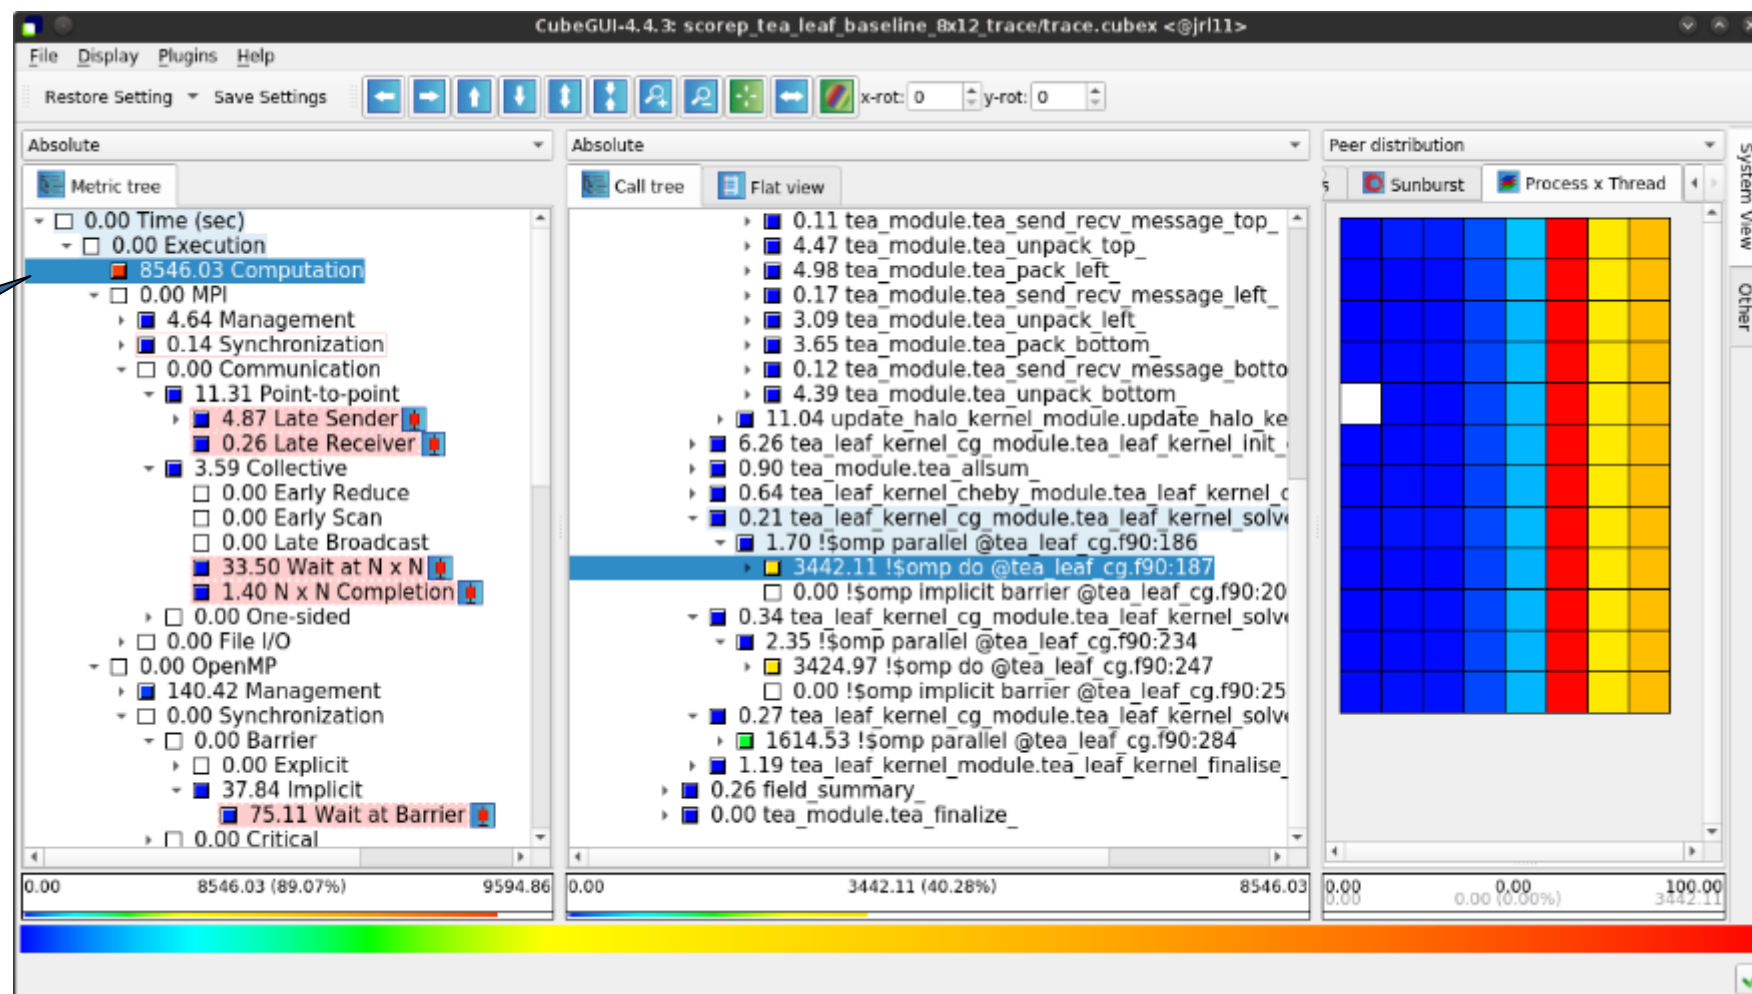 CubeGUI-4.4.3: scorep_tea_leaf_baseline_8x12_trace/trace.cubex <@jrl11>
File Display Plugins Help
Restore Setting Save Settings x-rot: 0 y-rot: 0
Absolute
Metric tree
0.00 Time (sec)
0.00 Execution
8546.03 Computation
0.00 MPI
4.64 Management
0.14 Synchronization
0.00 Communication
11.31 Point-to-point
4.87 Late Sender
0.26 Late Receiver
3.59 Collective
0.00 Early Reduce
0.00 Early Scan
0.00 Late Broadcast
33.50 Wait at N x N
1.40 N x N Completion
0.00 One-sided
0.00 File I/O
0.00 OpenMP
140.42 Management
0.00 Synchronization
0.00 Barrier
0.00 Explicit
37.84 Implicit
75.11 Wait at Barrier
0.00 Critical
0.00 8546.03 (89.07%) 9594.86
Absolute
Call tree Flat view
0.11 tea_module.tea_send_recv_message_top_
4.47 tea_module.tea_unpack_top_
4.98 tea_module.tea_pack_left_
0.17 tea_module.tea_send_recv_message_left_
3.09 tea_module.tea_unpack_left_
3.65 tea_module.tea_pack_bottom_
0.12 tea_module.tea_send_recv_message_botto
4.39 tea_module.tea_unpack_bottom_
11.04 update_halo_kernel_module.update_halo_ke
6.26 tea_leaf_kernel_cg_module.tea_leaf_kernel_init_
0.90 tea_module.tea_allsum_
0.64 tea_leaf_kernel_cheby_module.tea_leaf_kernel_
0.21 tea_leaf_kernel_cg_module.tea_leaf_kernel_solv
1.70 !$omp parallel @tea_leaf_cg.f90:186
3442.11 !$omp do @tea_leaf_cg.f90:187
0.00 !$omp implicit barrier @tea_leaf_cg.f90:20
0.34 tea_leaf_kernel_cg_module.tea_leaf_kernel_solv
2.35 !$omp parallel @tea_leaf_cg.f90:234
3424.97 !$omp do @tea_leaf_cg.f90:247
0.00 !$omp implicit barrier @tea_leaf_cg.f90:25
0.27 tea_leaf_kernel_cg_module.tea_leaf_kernel_solv
1614.53 !$omp parallel @tea_leaf_cg.f90:284
1.19 tea_leaf_kernel_module.tea_leaf_kernel_finalise_
0.26 field_summary_
0.00 tea_module.tea_finalize_
0.00 3442.11 (40.28%) 8546.03
Peer distribution
s Sunburst Process x Thread
0.00 0.00 100.00
0.00 0.00 (0.00%) 3442.11
System View
Other